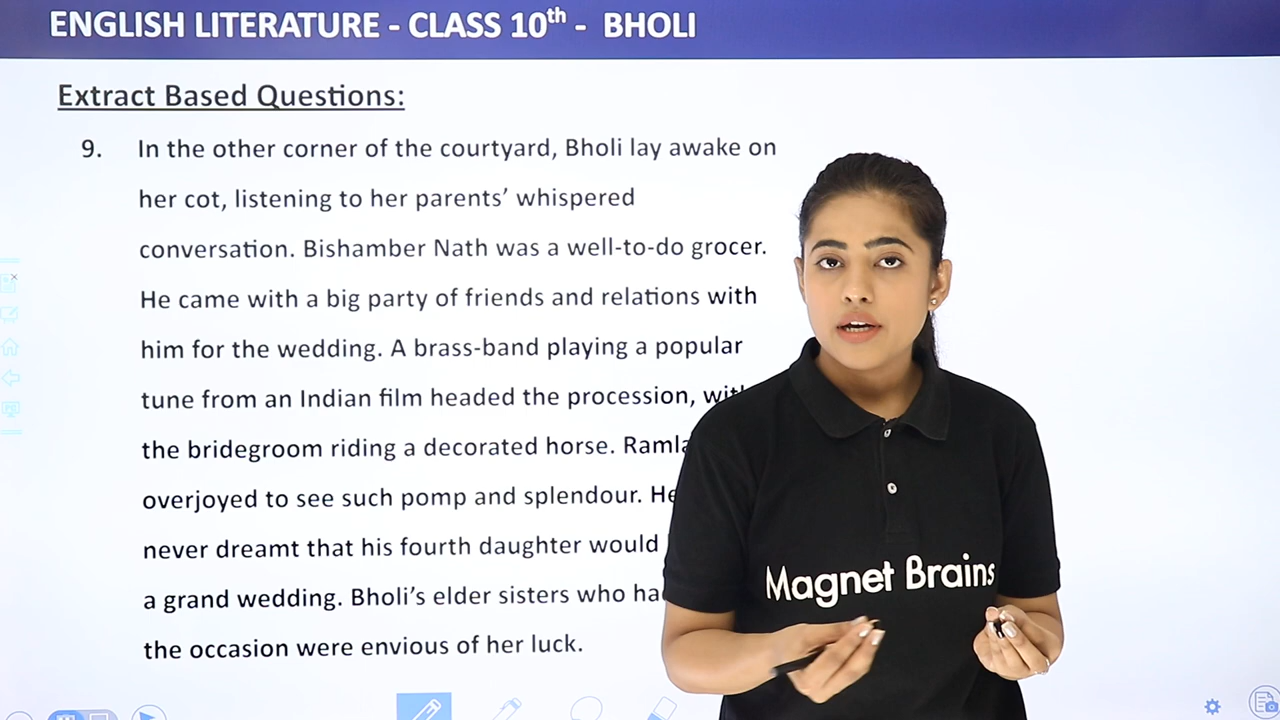 ENGLISH LITERATURE - CLASS 10th - BHOLI
Extract Based Questions:
9. In the other corner of the courtyard, Bholi lay awake on
her cot, listening to her parents’ whispered
conversation. Bishamber Nath was a well-to-do grocer.
He came with a big party of friends and relations with
him for the wedding. A brass-band playing a popular
tune from an Indian film headed the procession,
the bridegroom riding a decorated horse.
overjoyed to see such pomp and splendour.
never dreamt that his fourth daughter would
a grand wedding. Bholi’s elder sisters who
the occasion were envious of her luck.
Magnet Brains